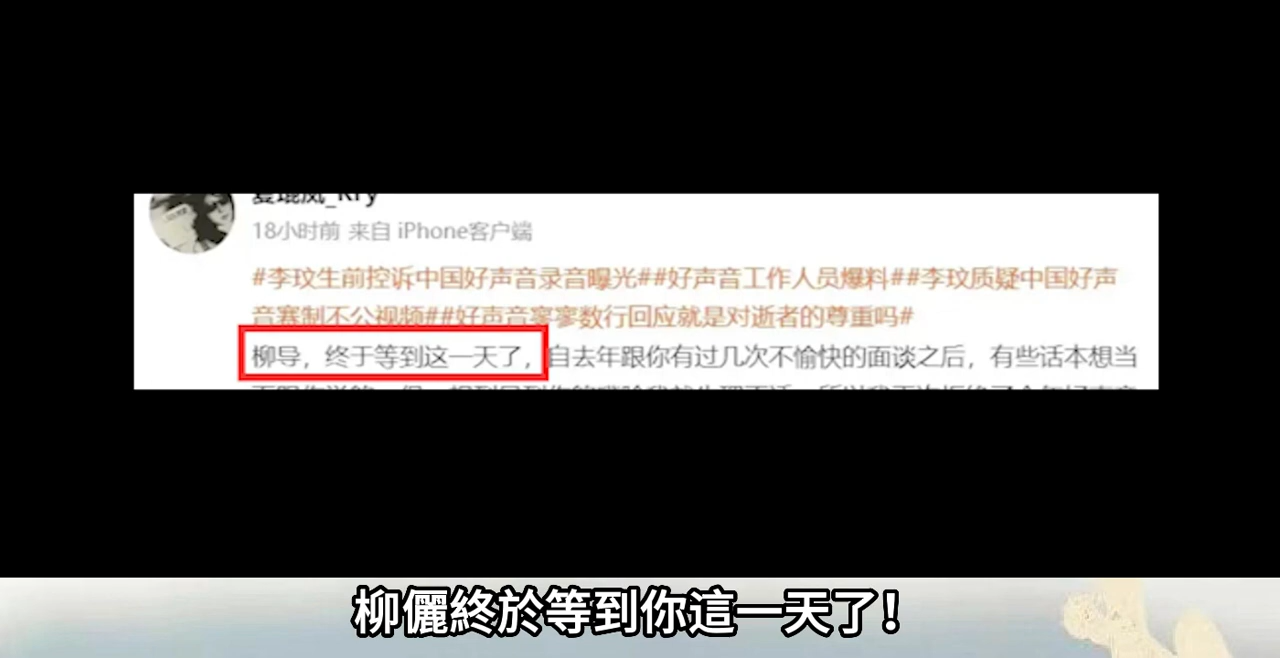 18小时前 来自 iPhone客户端
#李玟生前控诉中国好声音录音曝光##好声音工作人员爆料##李玟质疑中国好声
音赛制不公视频##好声音寥寥数行回应就是对逝者的尊重吗#
柳导，终于等到这一天了，自去年跟你有过几次不愉快的面谈之后，有些话本想当
柳儷終於等到你這一天了!